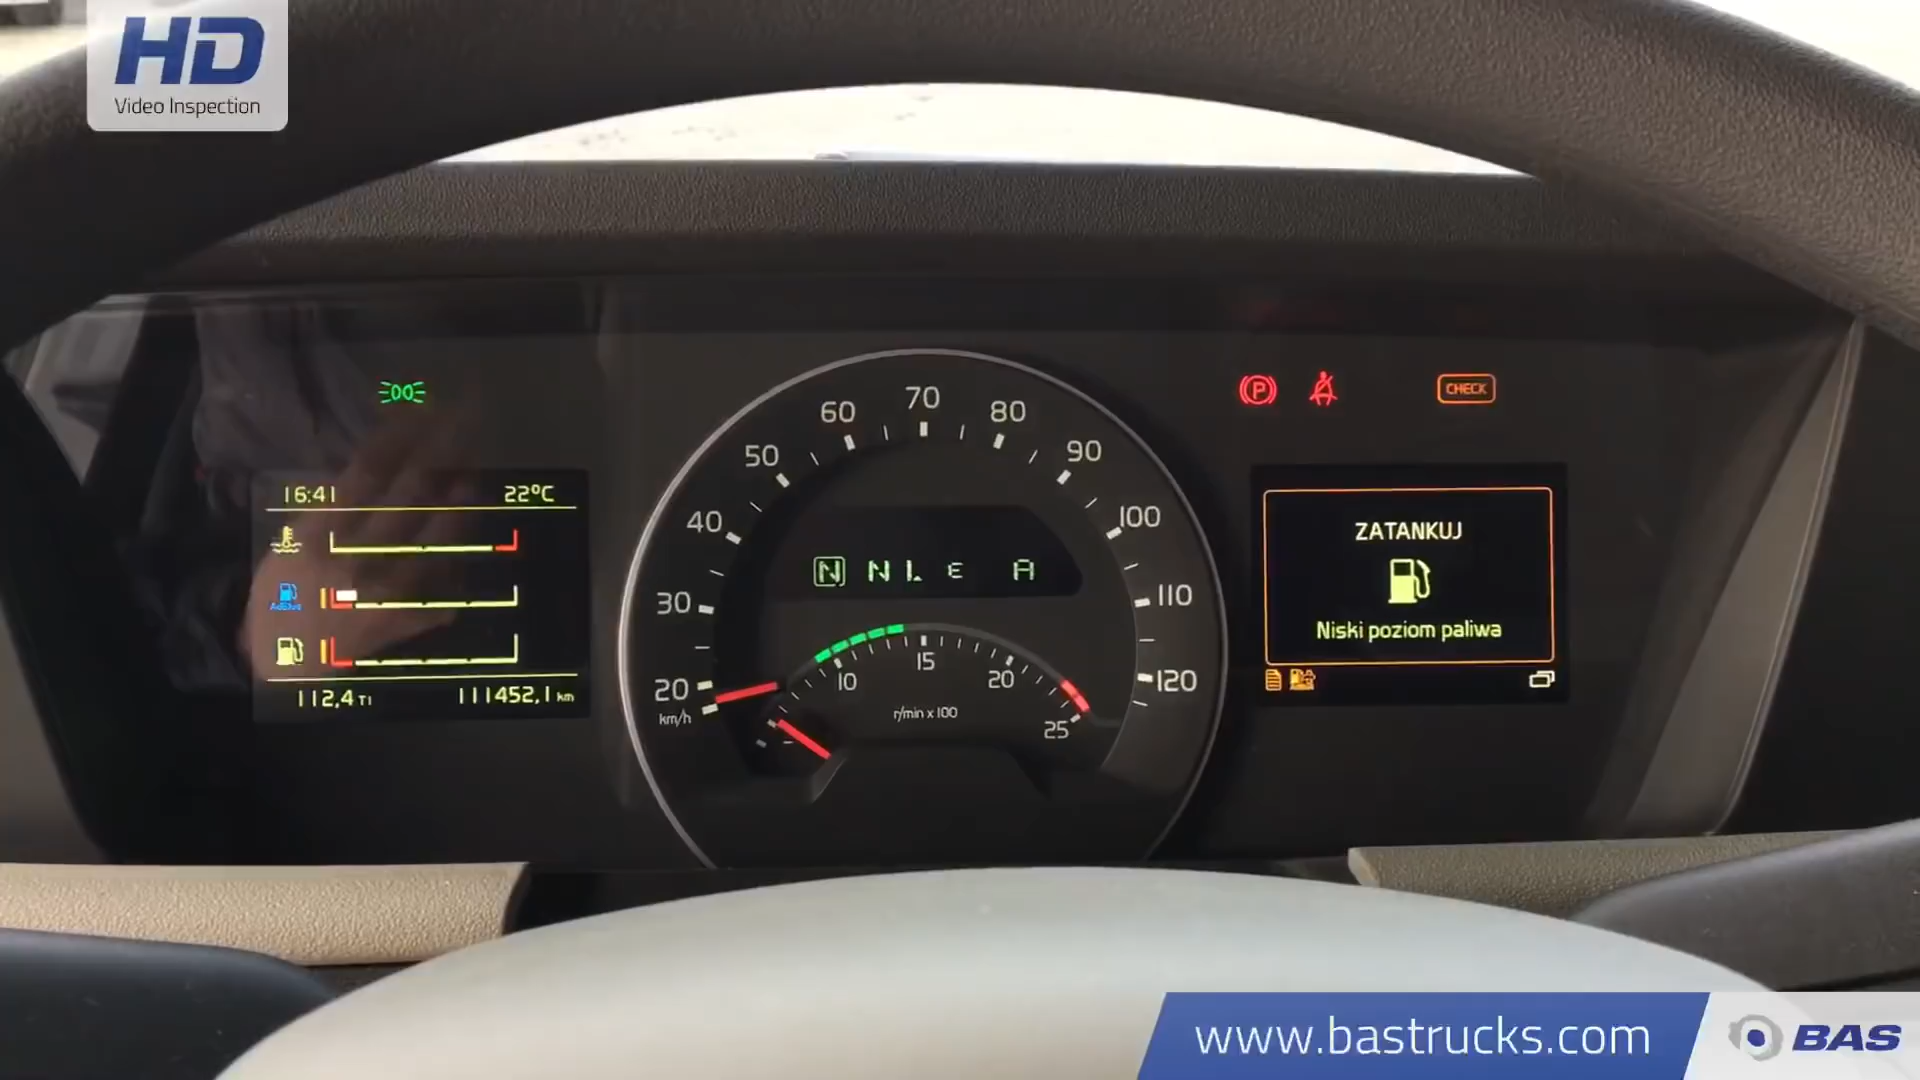 HD
Video Inspection
16:41 22°C
AdBlue
112,4 T1 111452,1 km
20 30 40 50 60 70 80 90 100 110 120
km/h
N N L E A
10 15 20 25
r/min x 100
P
CHECK
ZATANKUJ
Niski poziom paliwa
www.bastrucks.com
BAS